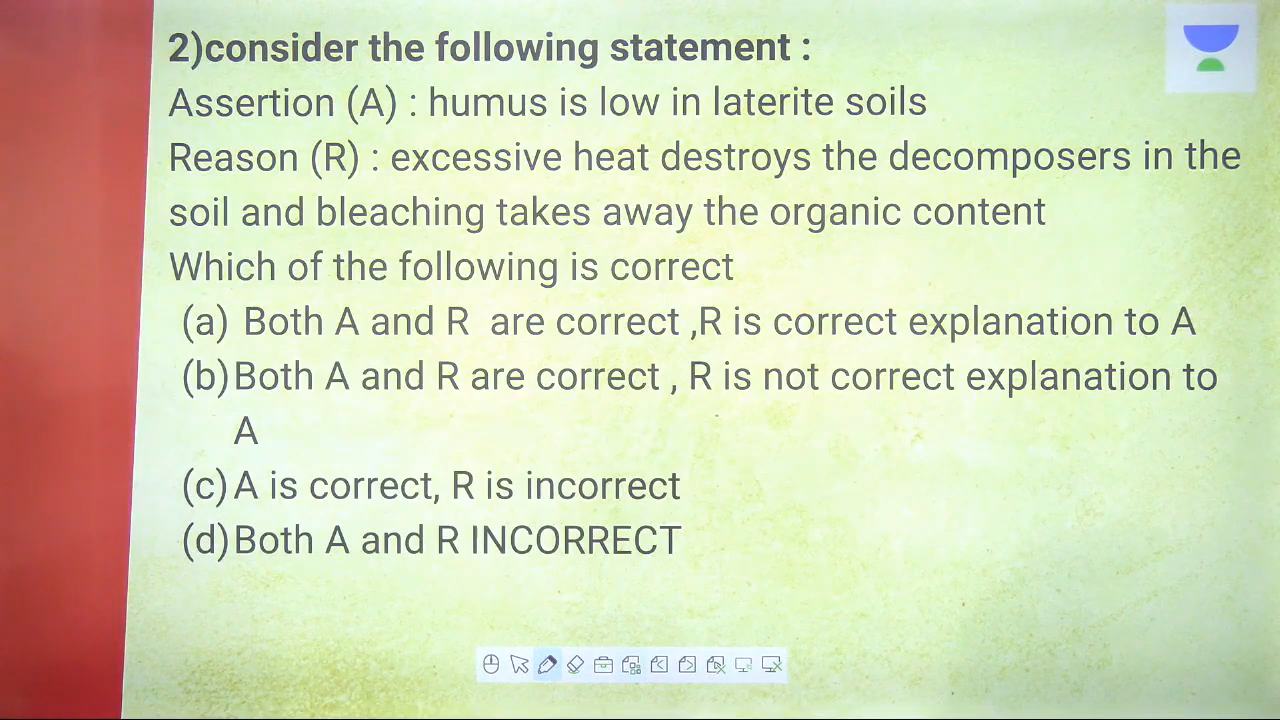 2)consider the following statement :
Assertion (A) : humus is low in laterite soils
Reason (R) : excessive heat destroys the decomposers in the
soil and bleaching takes away the organic content
Which of the following is correct
(a) Both A and R are correct ,R is correct explanation to A
(b) Both A and R are correct , R is not correct explanation to
A
(c) A is correct, R is incorrect
(d) Both A and R INCORRECT